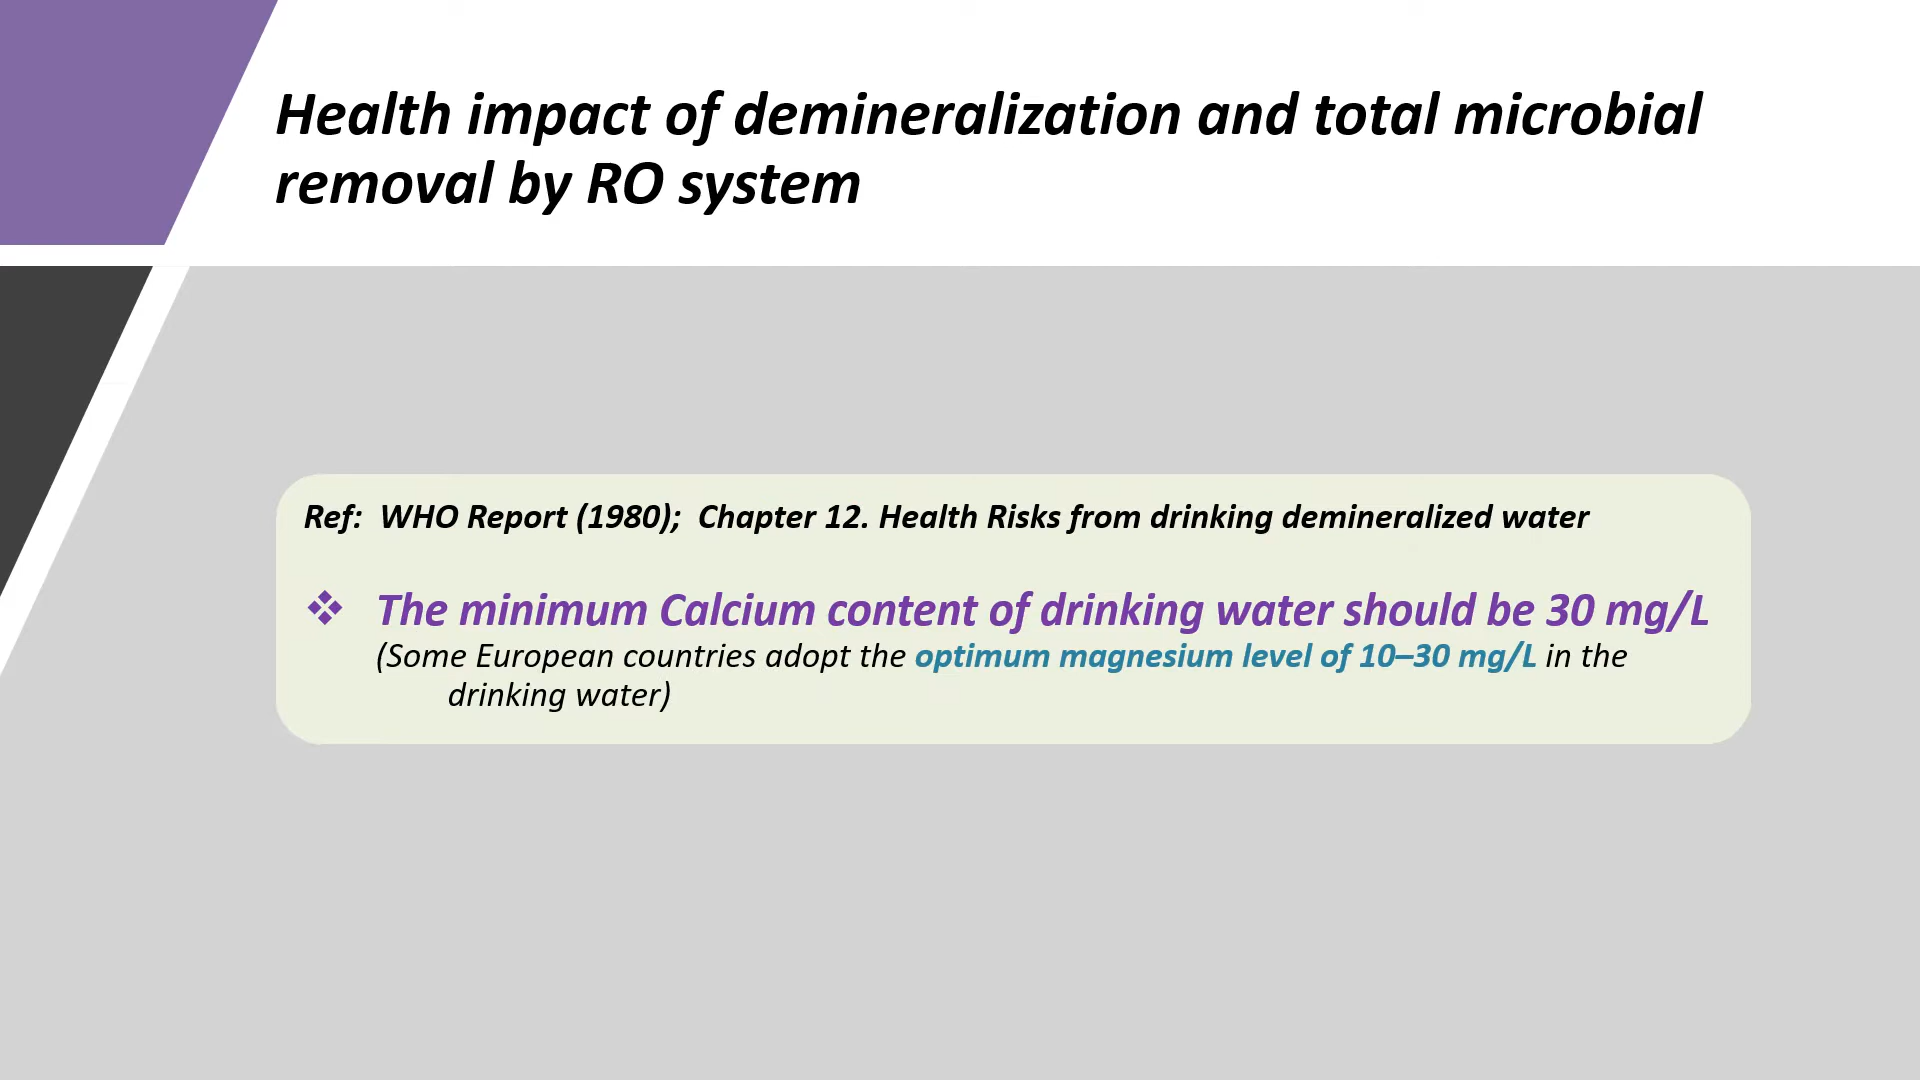 Health impact of demineralization and total microbial
removal by RO system
Ref: WHO Report (1980); Chapter 12. Health Risks from drinking demineralized water
❖ The minimum Calcium content of drinking water should be 30 mg/L
(Some European countries adopt the optimum magnesium level of 10–30 mg/L in the
drinking water)